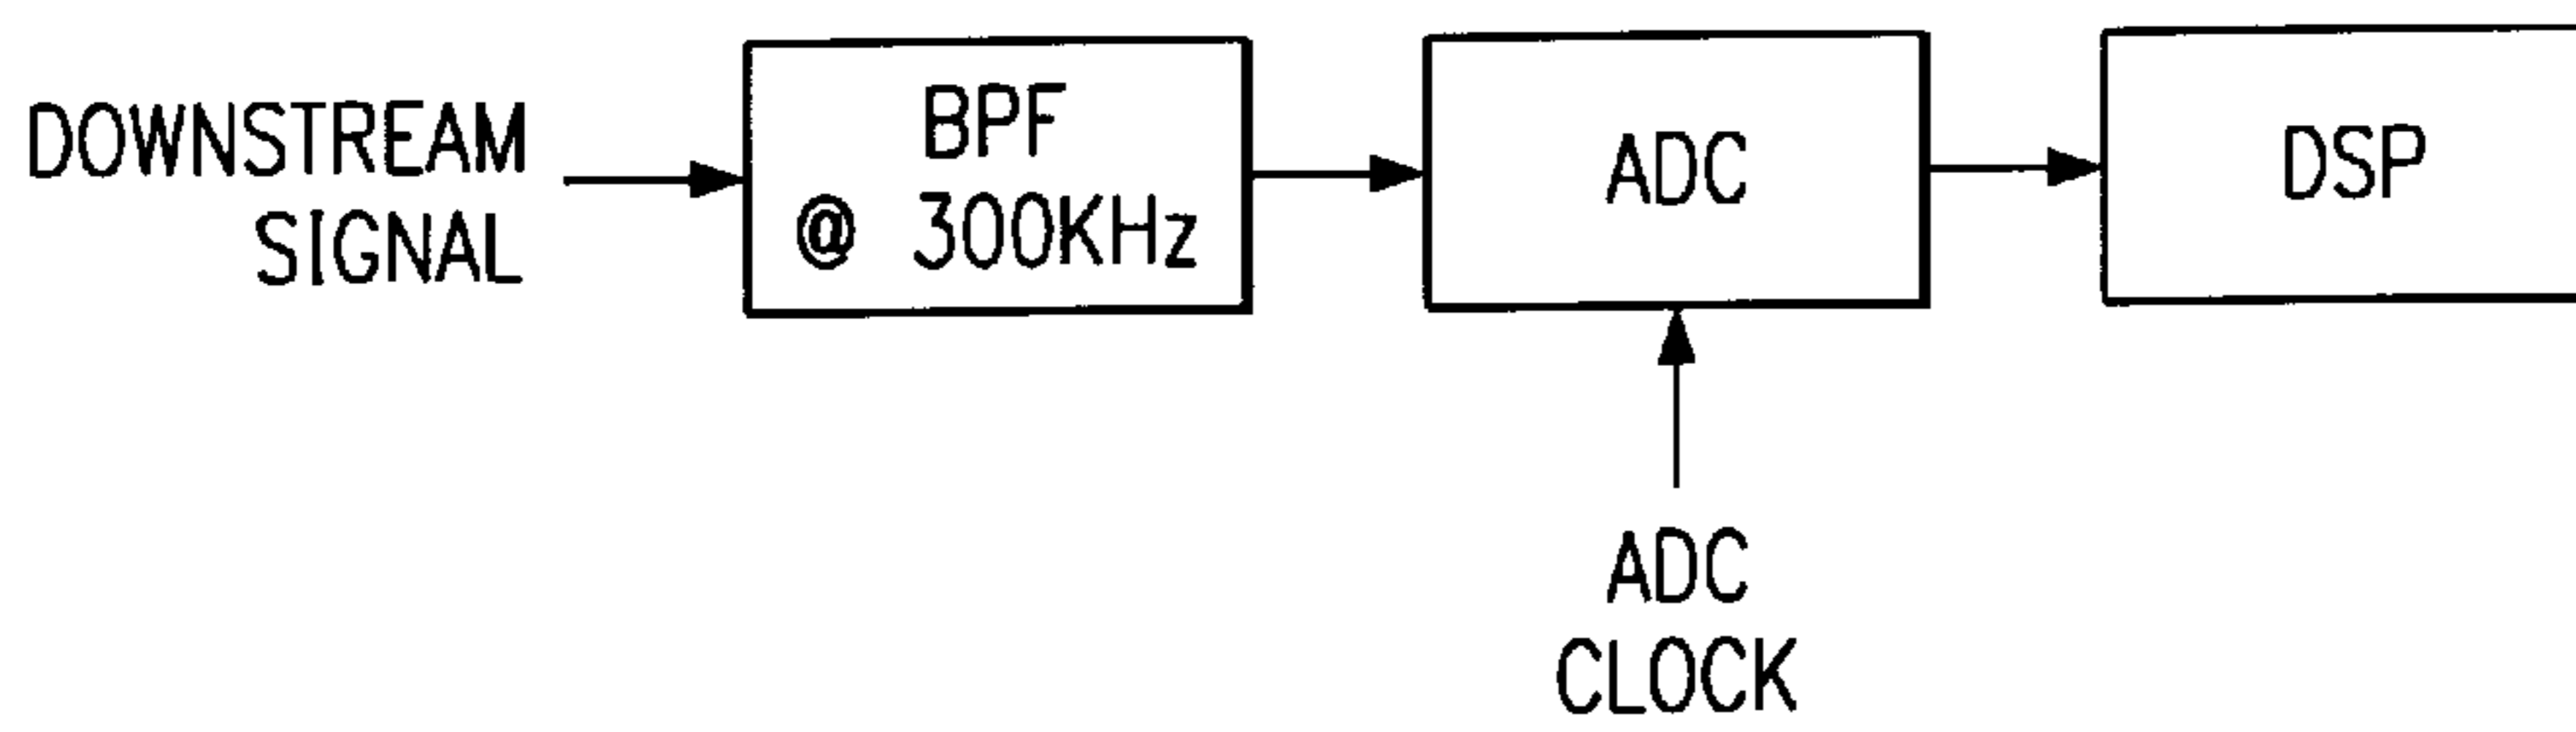 DOWNSTREAM
SIGNAL
BPF
@ 300KHz
ADC
DSP
ADC
CLOCK